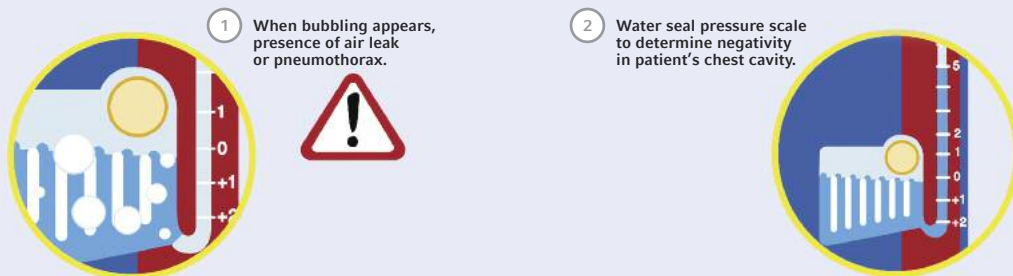 1
When bubbling appears,
presence of air leak
or pneumothorax.
1
0
+1
+2
2
Water seal pressure scale
to determine negativity
in patient's chest cavity.
5
2
1
0
+1
+2